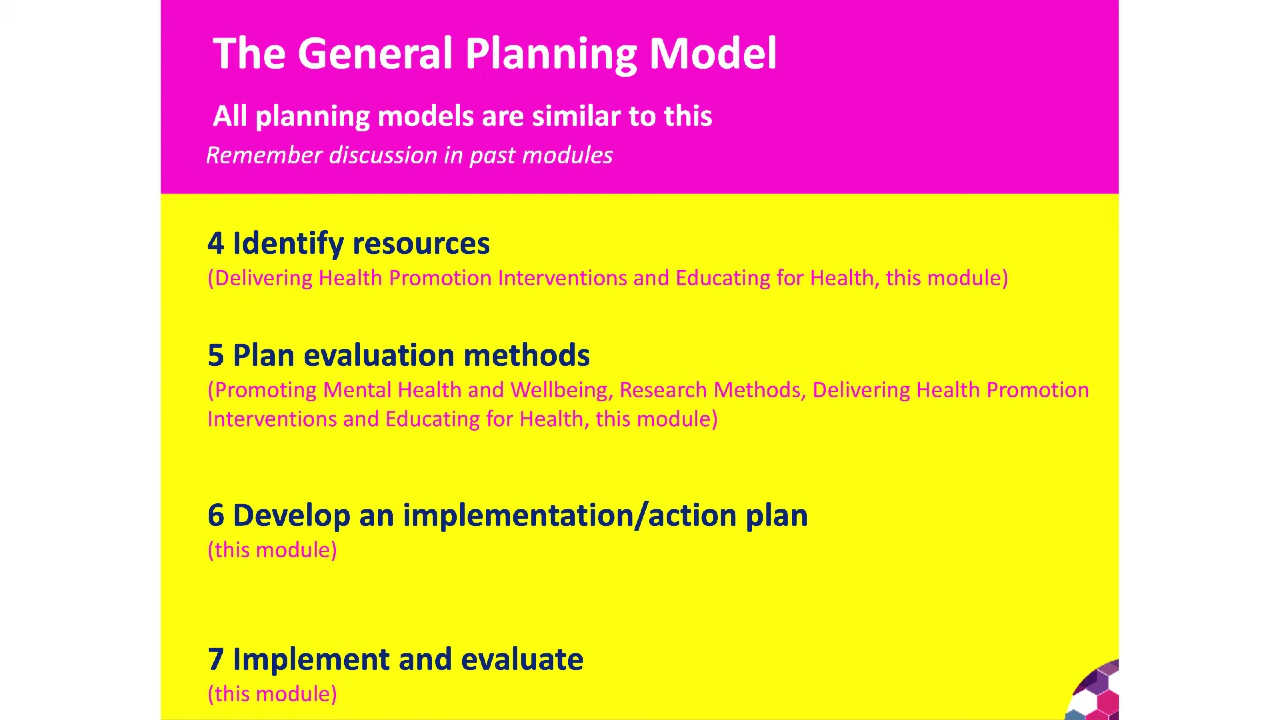 The General Planning Model
All planning models are similar to this
Remember discussion in past modules
4 Identify resources
(Delivering Health Promotion Interventions and Educating for Health, this module)
5 Plan evaluation methods
(Promoting Mental Health and Wellbeing, Research Methods, Delivering Health Promotion
Interventions and Educating for Health, this module)
6 Develop an implementation/action plan
(this module)
7 Implement and evaluate
(this module)